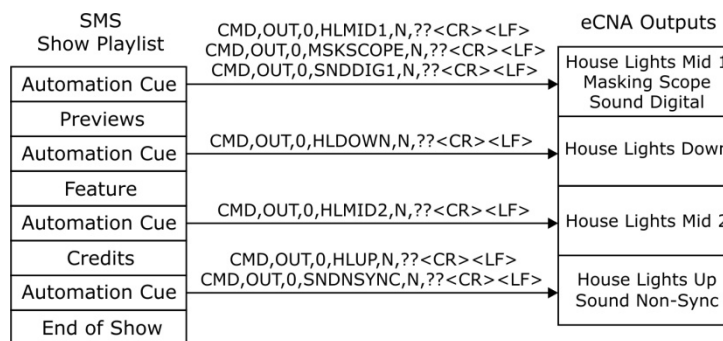 SMS
Show Playlist
Automation Cue
Previews
Automation Cue
Feature
Automation Cue
Credits
Automation Cue
End of Show
CMD,OUT,0,HLMID1,N,??<CR><LF>
CMD,OUT,0,MSKSCOPE,N,??<CR><LF>
CMD,OUT,0,SNDDIG1,N,??<CR><LF>
CMD,OUT,0,HLDOWN,N,??<CR><LF>
CMD,OUT,0,HLMID2,N,??<CR><LF>
CMD,OUT,0,HLUP,N,??<CR><LF>
CMD,OUT,0,SNDNSYNC,N,??<CR><LF>
eCNA Outputs
House Lights Mid 1
Masking Scope
Sound Digital
House Lights Down
House Lights Mid 2
House Lights Up
Sound Non-Sync